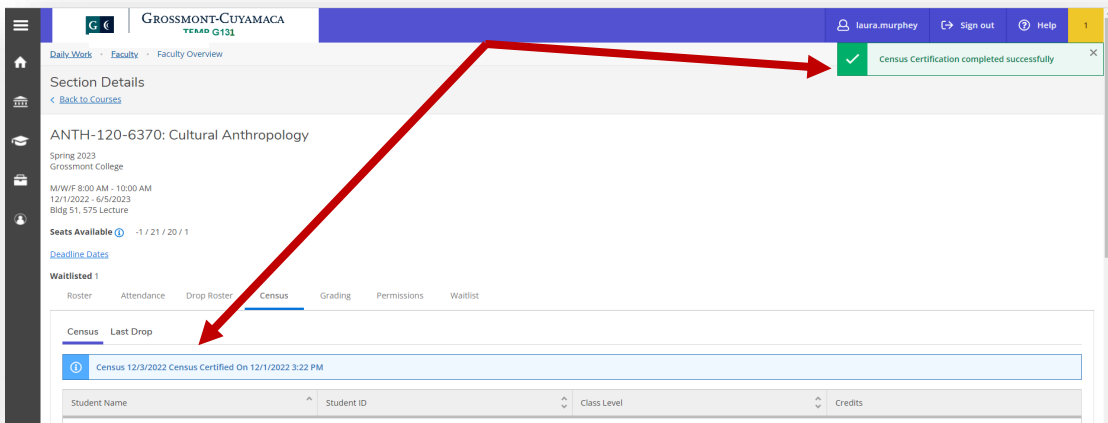 G C
GROSSMONT-CUYAMACA
TEMP G131
laura.murphey
Sign out
Help
1
Daily Work · Faculty · Faculty Overview
Census Certification completed successfully
Section Details
< Back to Courses
ANTH-120-6370: Cultural Anthropology
Spring 2023
Grossmont College
M/W/F 8:00 AM - 10:00 AM
12/1/2022 - 6/5/2023
Bldg 51, 575 Lecture
Seats Available -1 / 21 / 20 / 1
Deadline Dates
Waitlisted 1
Roster Attendance Drop Roster Census Grading Permissions Waitlist
Census Last Drop
Census 12/3/2022 Census Certified On 12/1/2022 3:22 PM
Student Name Student ID Class Level Credits